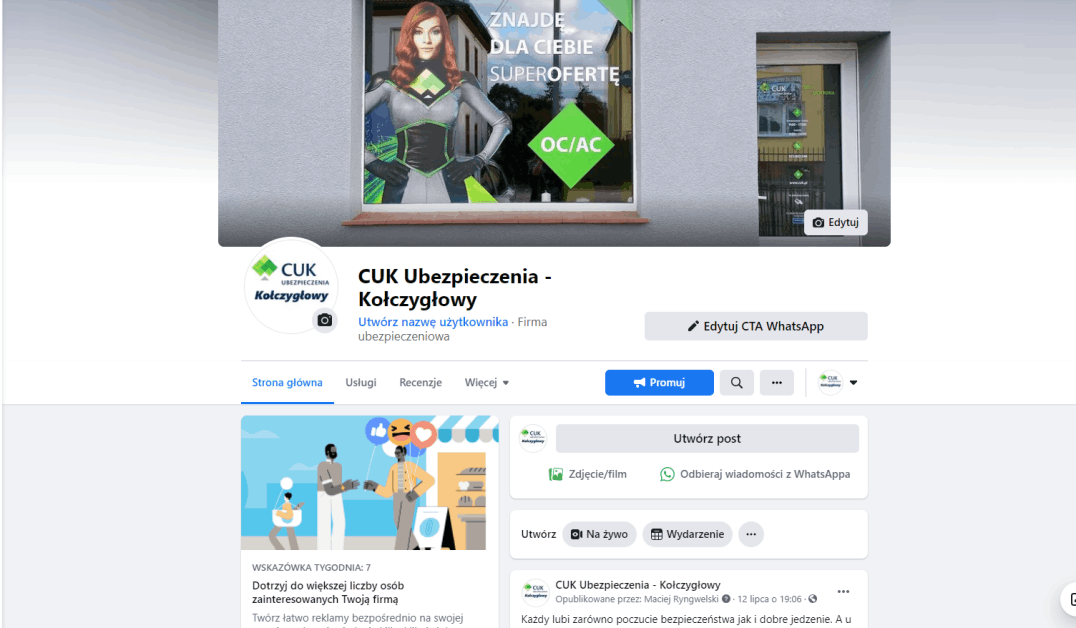 ZNAJDĘ
DLA CIEBIE
SUPEROFERTĘ
OC/AC
CUK
Edytuj
CUK
UBEZPIECZENIA
Kołczygłowy
CUK Ubezpieczenia -
Kołczygłowy
Utwórz nazwę użytkownika · Firma
ubezpieczeniowa
Edytuj CTA WhatsApp
Strona główna
Usługi
Recenzje
Więcej
Promuj
Utwórz post
Zdjęcie/film
Odbieraj wiadomości z WhatsAppa
Utwórz
Na żywo
Wydarzenie
WSKAZÓWKA TYGODNIA: 7
Dotrzyj do większej liczby osób
zainteresowanych Twoją firmą
Twórz łatwo reklamy bezpośrednio na swojej
CUK Ubezpieczenia - Kołczygłowy
Opublikowane przez: Maciej Ryngwelski · 12 lipca o 19:06 ·
Każdy lubi zarówno poczucie bezpieczeństwa jak i dobre jedzenie. A u